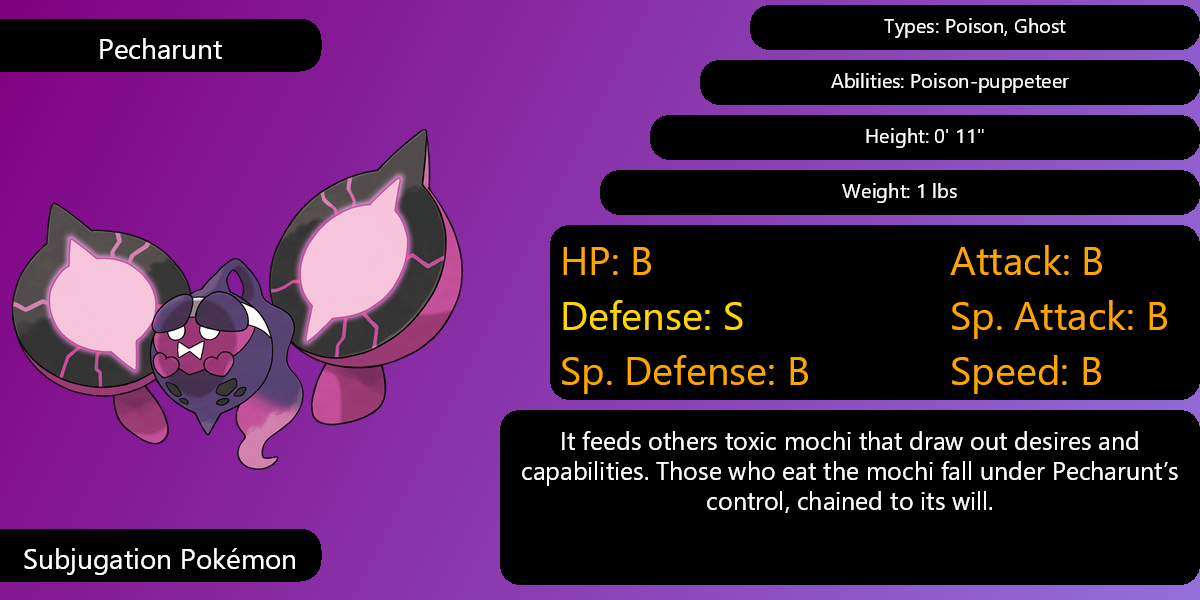 Pecharunt
Types: Poison, Ghost
Abilities: Poison-puppeteer
Height: 0' 11"
Weight: 1 lbs
HP: B
Attack: B
Defense: S
Sp. Attack: B
Sp. Defense: B
Speed: B
It feeds others toxic mochi that draw out desires and
capabilities. Those who eat the mochi fall under Pecharunt’s
control, chained to its will.
Subjugation Pokémon